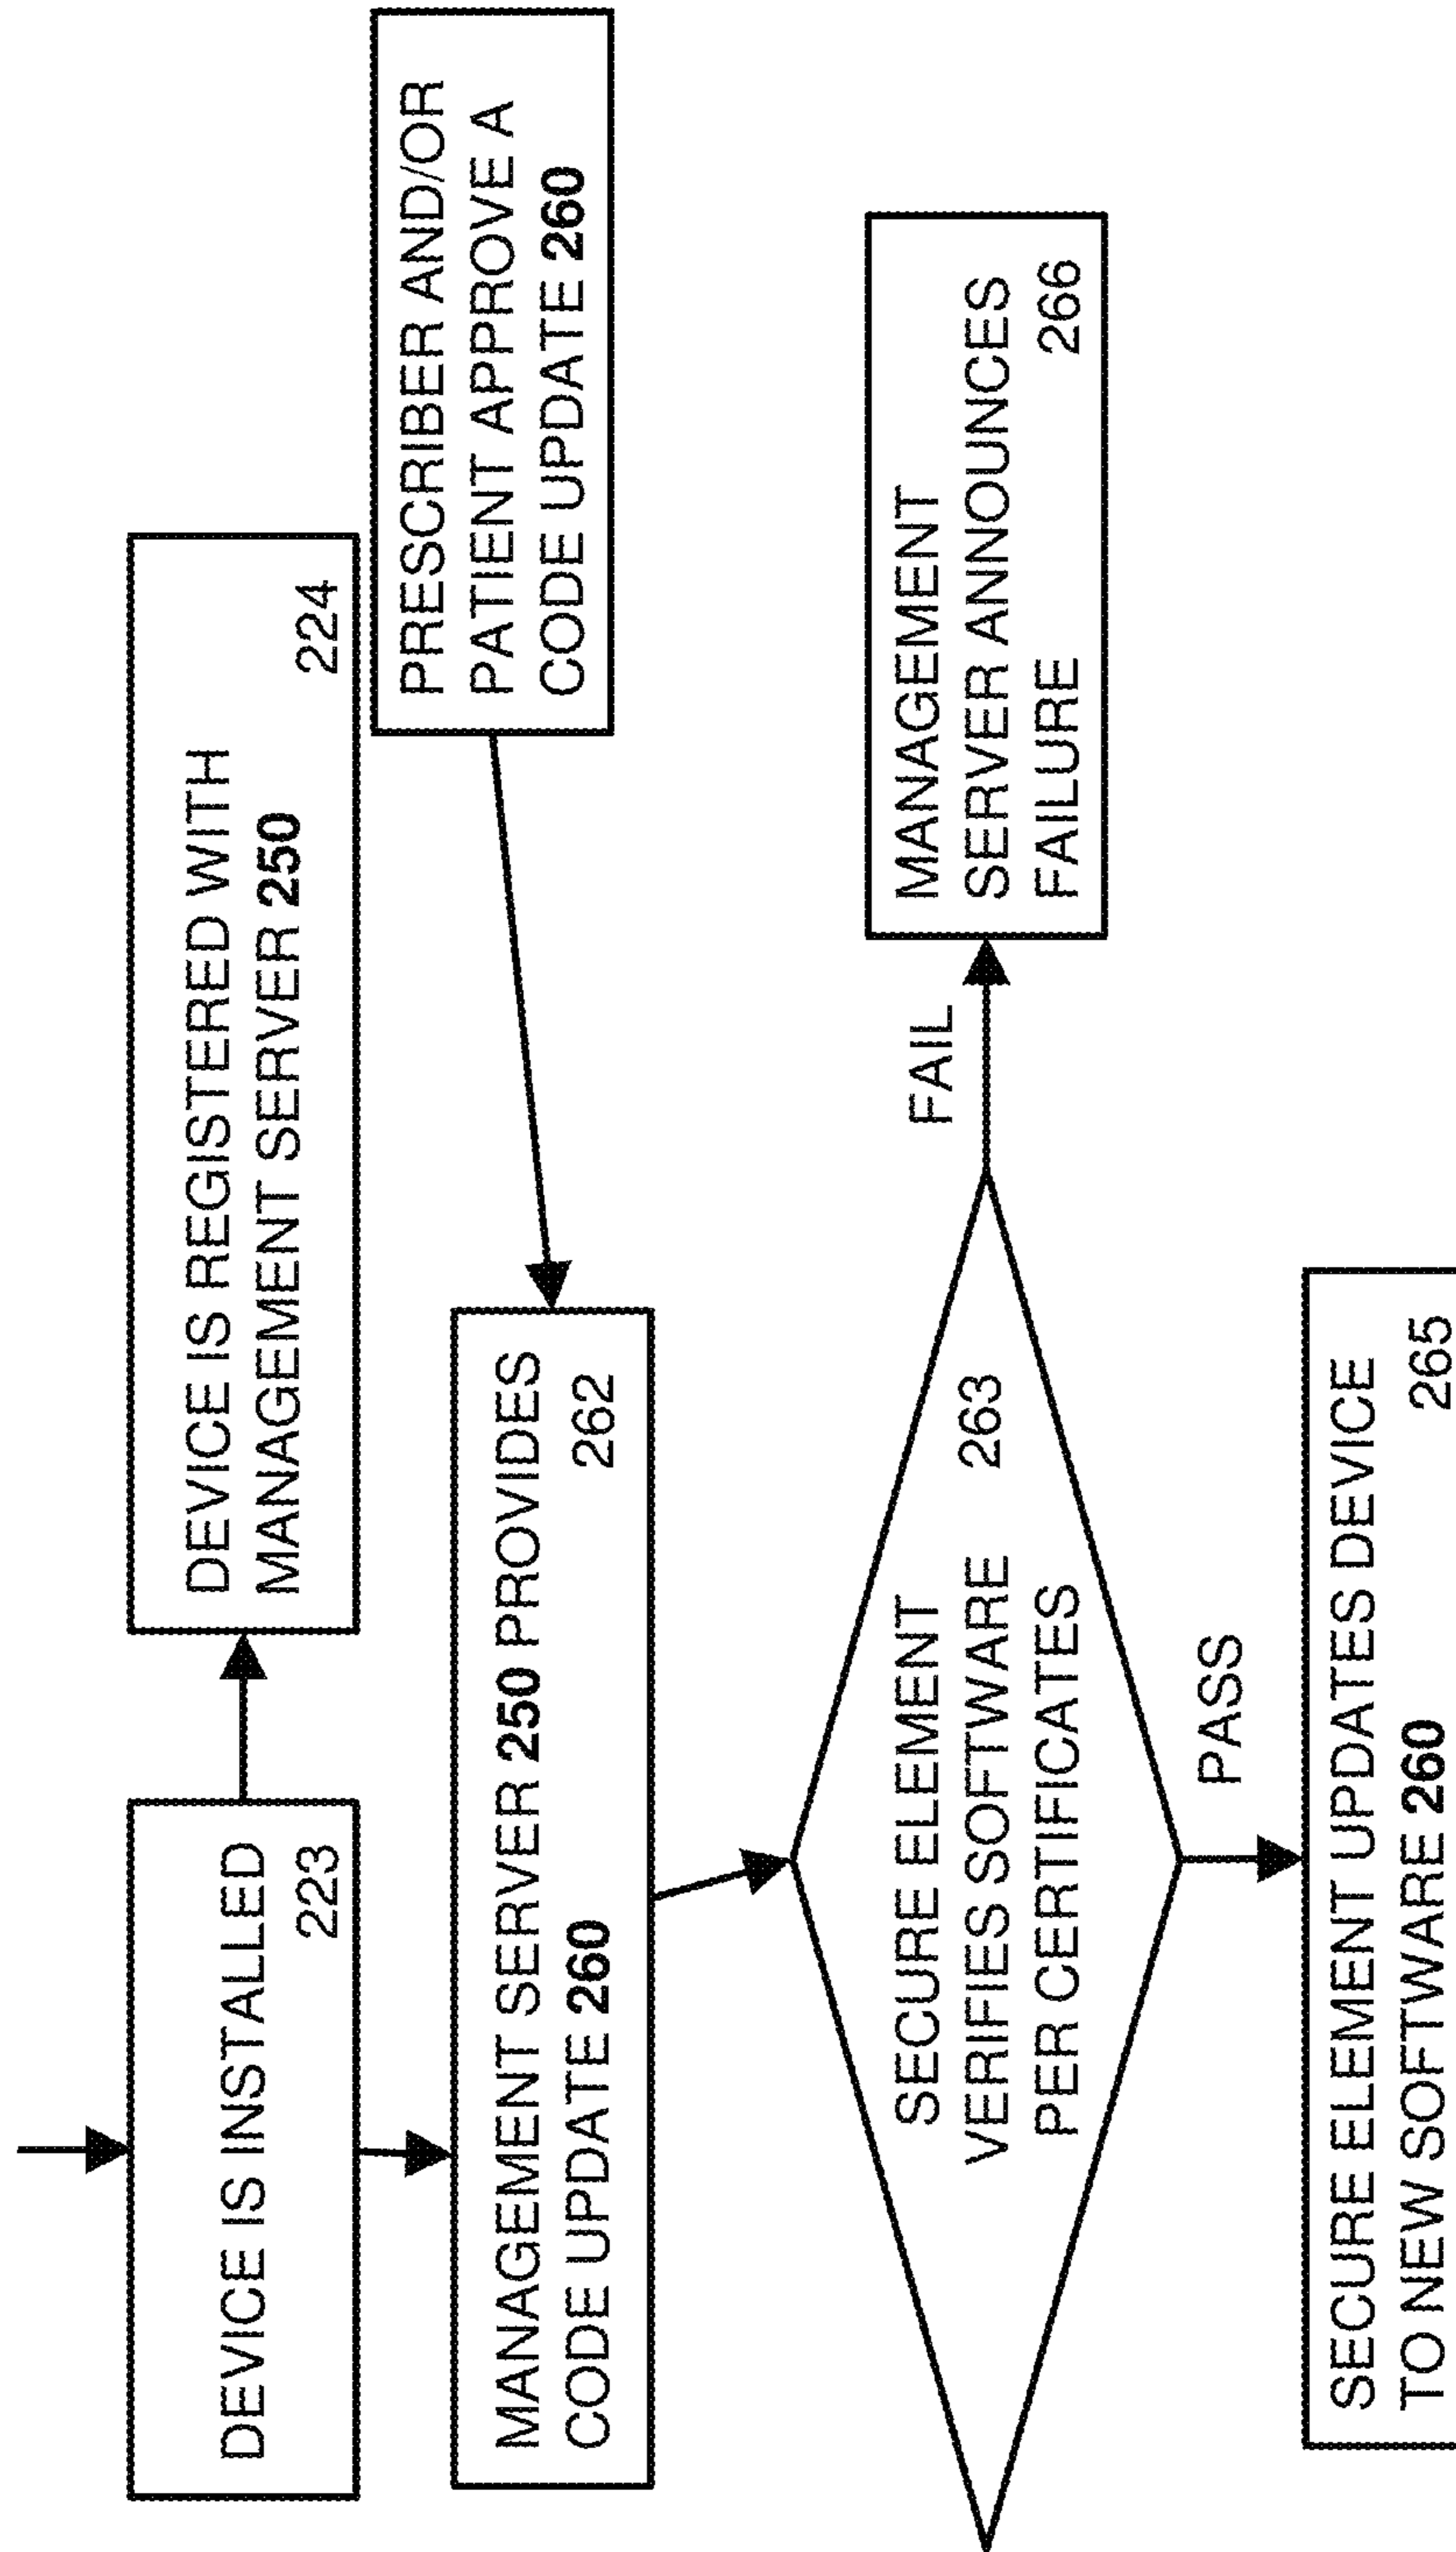 DEVICE IS INSTALLED
223
DEVICE IS REGISTERED WITH
MANAGEMENT SERVER 250
224
PRESCRIBER AND/OR
PATIENT APPROVE A
CODE UPDATE 260
MANAGEMENT SERVER 250 PROVIDES
CODE UPDATE 260
262
SECURE ELEMENT
VERIFIES SOFTWARE 263
PER CERTIFICATES
FAIL
MANAGEMENT
SERVER ANNOUNCES
FAILURE 266
PASS
SECURE ELEMENT UPDATES DEVICE
TO NEW SOFTWARE 260 265